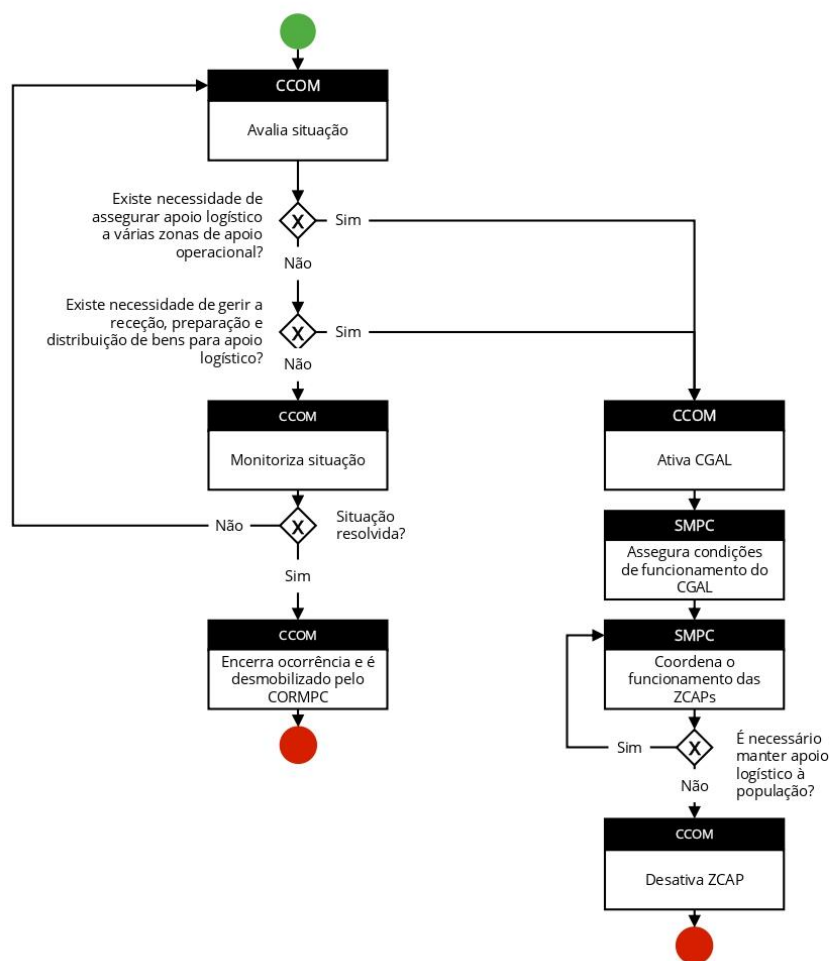 CCOM
Avalia situação
Existe necessidade de
assegurar apoio logístico
a várias zonas de apoio
operacional?
X
Sim
Não
Existe necessidade de gerir a
receção, preparação e
distribuição de bens para apoio
logístico?
X
Sim
Não
CCOM
Monitoriza situação
Não
X
Situação
resolvida?
Sim
CCOM
Encerra ocorrência e é
desmobilizado pelo
CORMPC
CCOM
Ativa CGAL
SMPC
Assegura condições
de funcionamento do
CGAL
SMPC
Coordena o
funcionamento das
ZCAPs
Sim
X
É necessário
manter apoio
logístico à
população?
Não
CCOM
Desativa ZCAP